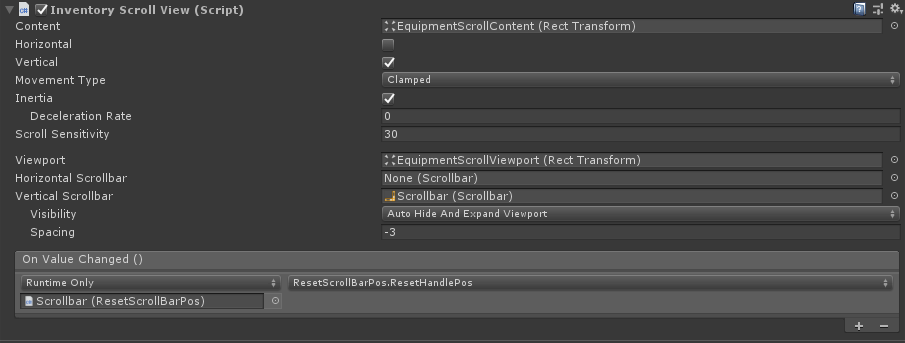 Inventory Scroll View (Script)
Content EquipmentScrollContent (Rect Transform)
Horizontal
Vertical
Movement Type Clamped
Inertia
Deceleration Rate 0
Scroll Sensitivity 30
Viewport EquipmentScrollViewport (Rect Transform)
Horizontal Scrollbar None (Scrollbar)
Vertical Scrollbar Scrollbar (Scrollbar)
Visibility Auto Hide And Expand Viewport
Spacing -3
On Value Changed ()
Runtime Only ResetScrollBarPos.ResetHandlePos
Scrollbar (ResetScrollBarPos)